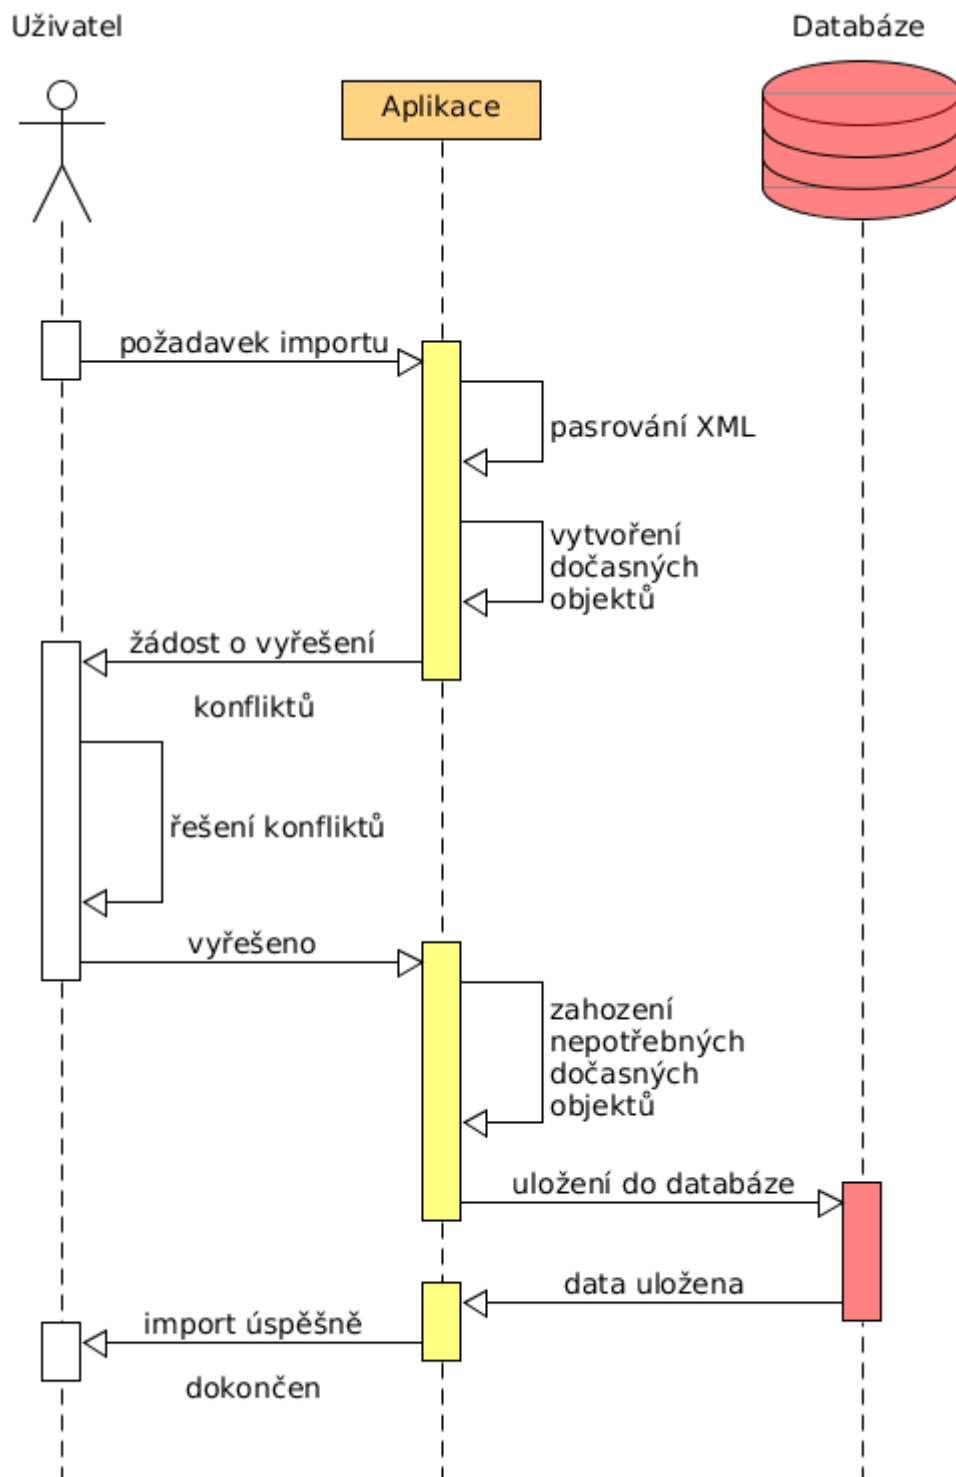 Uživatel
Databáze
Aplikace
požadavek importu
pasrování XML
vytvoření
dočasných
objektů
žádost o vyřešení
konfliktů
řešení konfliktů
vyřešeno
zahození
nepotřebných
dočasných
objektů
uložení do databáze
data uložena
import úspěšně
dokončen